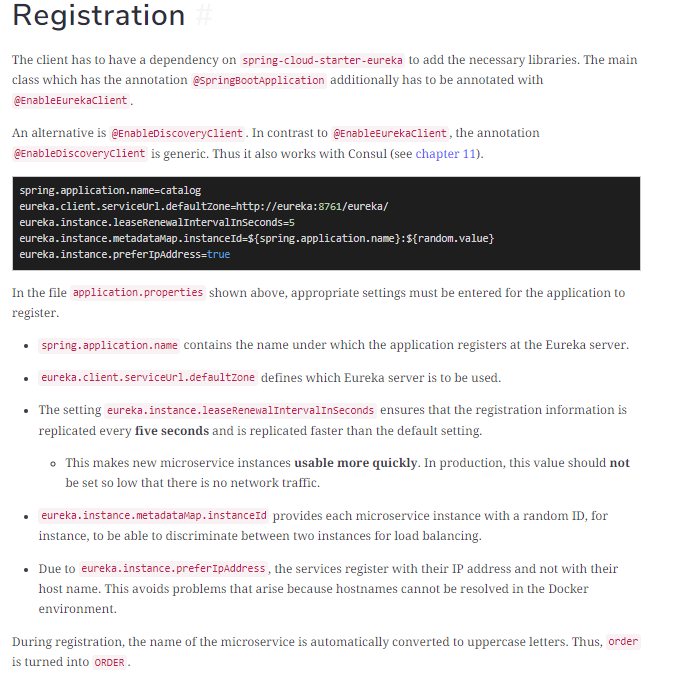 Registration #
The client has to have a dependency on spring-cloud-starter-eureka to add the necessary libraries. The main
class which has the annotation @SpringBootApplication additionally has to be annotated with
@EnableEurekaClient.
An alternative is @EnableDiscoveryClient. In contrast to @EnableEurekaClient, the annotation
@EnableDiscoveryClient is generic. Thus it also works with Consul (see chapter 11).
spring.application.name=catalog
eureka.client.serviceUrl.defaultZone=http://eureka:8761/eureka/
eureka.instance.leaseRenewalIntervalInSeconds=5
eureka.instance.metadataMap.instanceId=${spring.application.name}:${random.value}
eureka.instance.preferIpAddress=true
In the file application.properties shown above, appropriate settings must be entered for the application to
register.
• spring.application.name contains the name under which the application registers at the Eureka server.
• eureka.client.serviceUrl.defaultZone defines which Eureka server is to be used.
• The setting eureka.instance.leaseRenewalIntervalInSeconds ensures that the registration information is
replicated every five seconds and is replicated faster than the default setting.
◦ This makes new microservice instances usable more quickly. In production, this value should not
be set so low that there is no network traffic.
• eureka.instance.metadataMap.instanceId provides each microservice instance with a random ID, for
instance, to be able to discriminate between two instances for load balancing.
• Due to eureka.instance.preferIpAddress, the services register with their IP address and not with their
host name. This avoids problems that arise because hostnames cannot be resolved in the Docker
environment.
During registration, the name of the microservice is automatically converted to uppercase letters. Thus, order
is turned into ORDER.